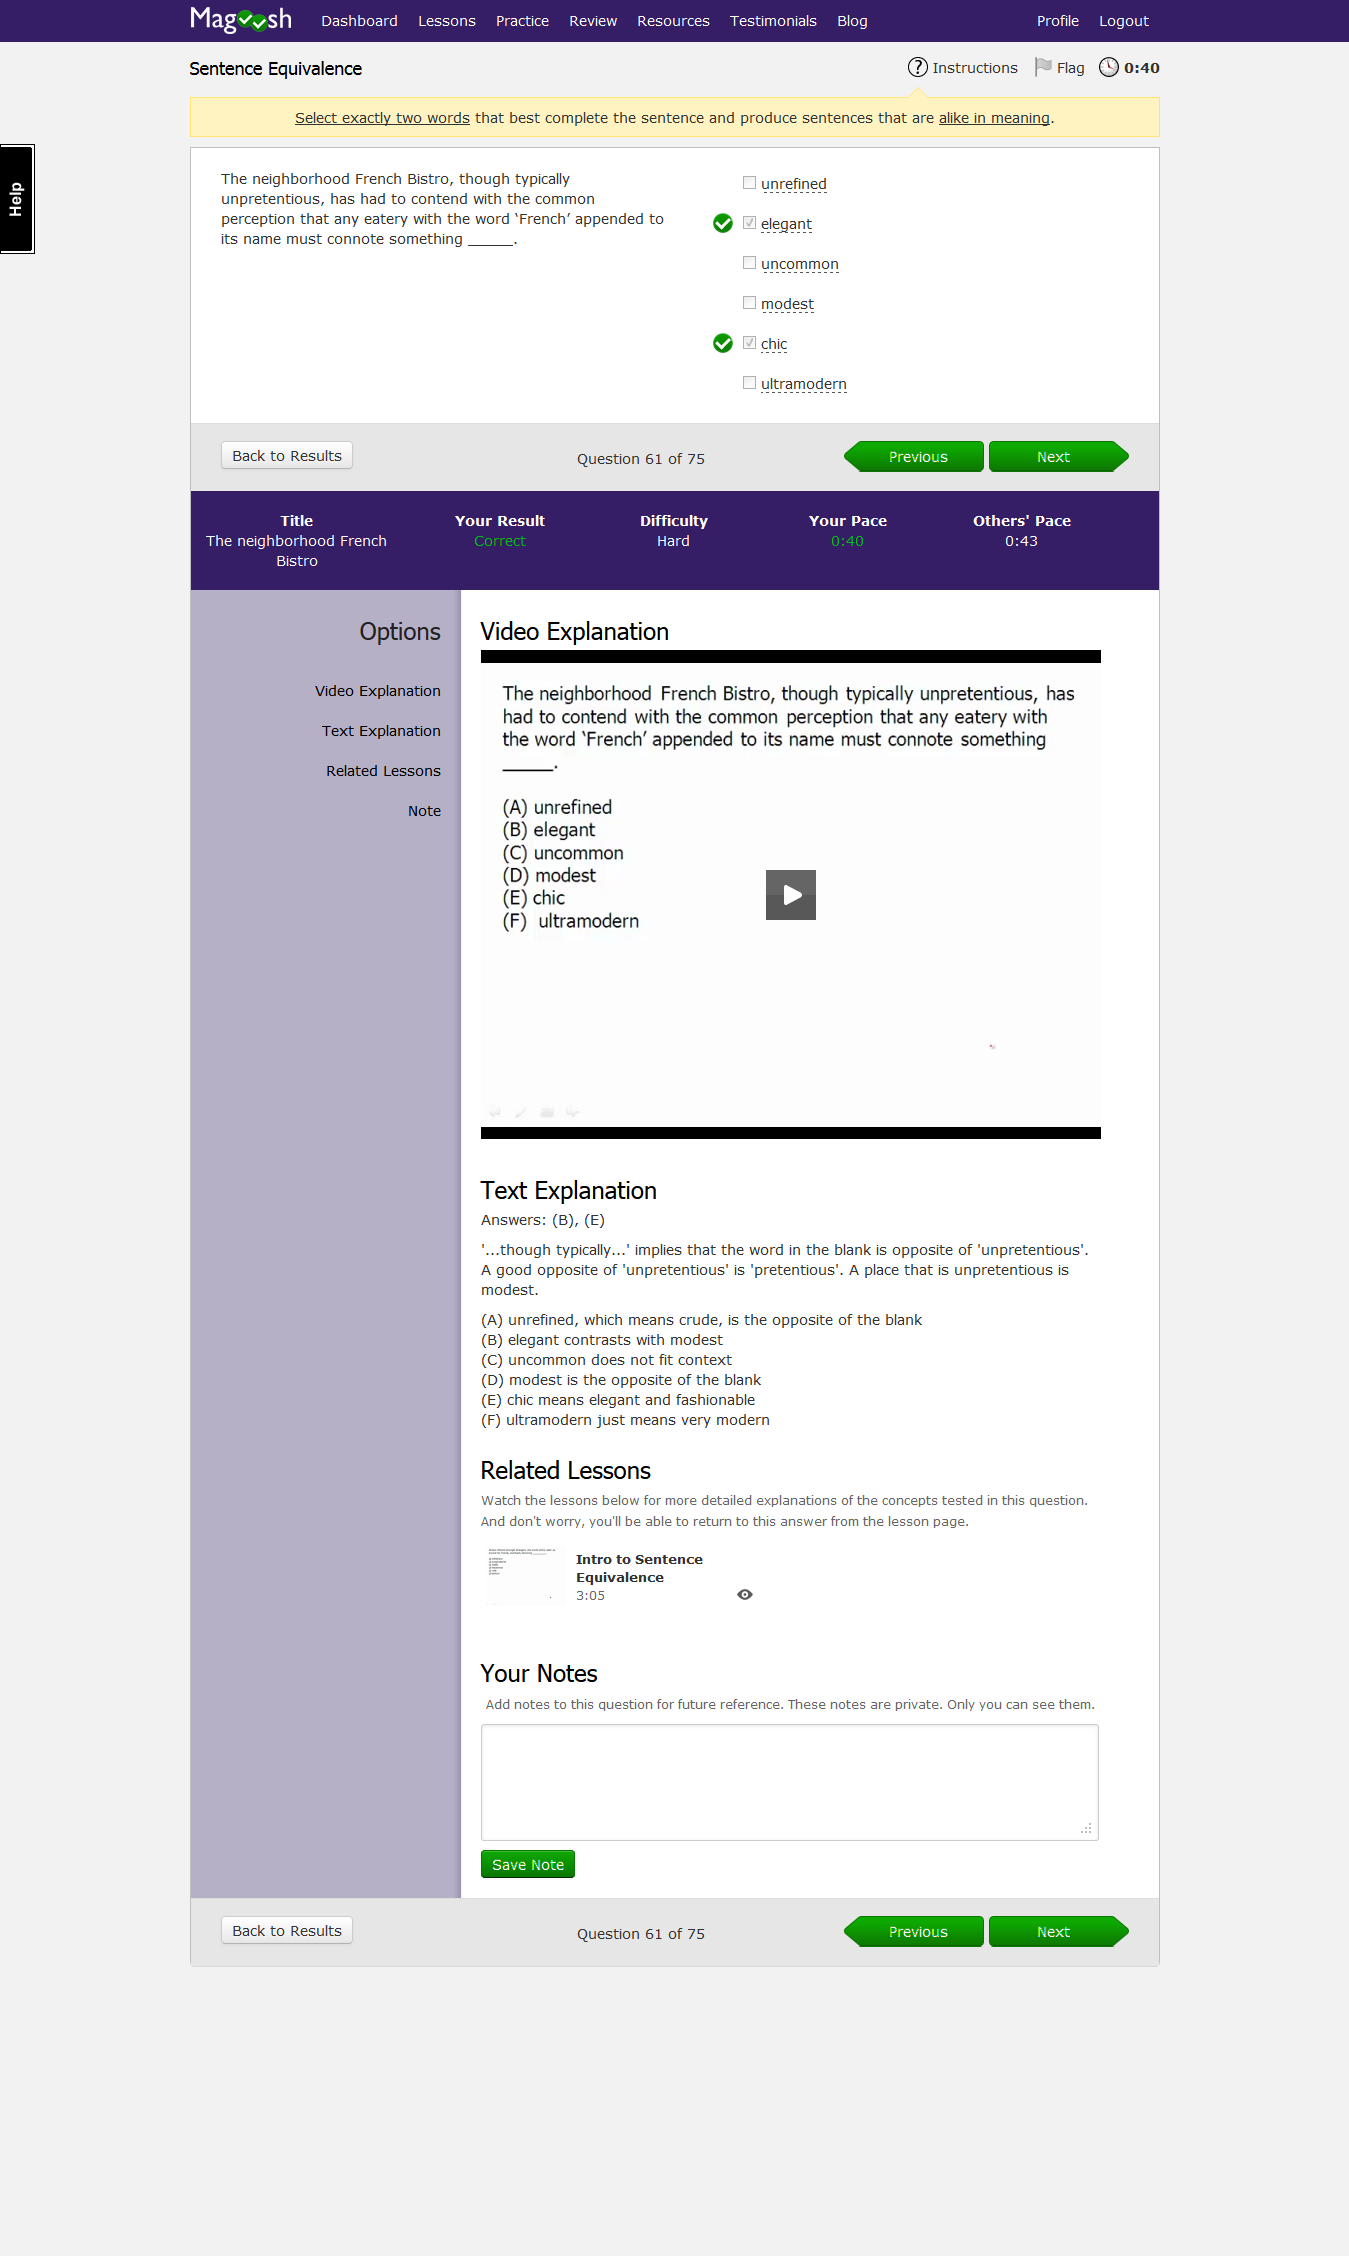 Magoosh Dashboard Lessons Practice Review Resources Testimonials Blog Profile Logout
Sentence Equivalence
Instructions Flag 0:40
Select exactly two words that best complete the sentence and produce sentences that are alike in meaning.
Help
The neighborhood French Bistro, though typically
unpretentious, has had to contend with the common
perception that any eatery with the word ‘French’ appended to
its name must connote something ______.
unrefined
elegant
uncommon
modest
chic
ultramodern
Back to Results
Question 61 of 75
Previous
Next
Title
The neighborhood French
Bistro
Your Result
Correct
Difficulty
Hard
Your Pace
0:40
Others' Pace
0:43
Options
Video Explanation
Text Explanation
Related Lessons
Note
Video Explanation
The neighborhood French Bistro, though typically unpretentious, has
had to contend with the common perception that any eatery with
the word ‘French’ appended to its name must connote something
______.
(A) unrefined
(B) elegant
(C) uncommon
(D) modest
(E) chic
(F) ultramodern
Text Explanation
Answers: (B), (E)
'...though typically...' implies that the word in the blank is opposite of 'unpretentious'.
A good opposite of 'unpretentious' is 'pretentious'. A place that is unpretentious is
modest.
(A) unrefined, which means crude, is the opposite of the blank
(B) elegant contrasts with modest
(C) uncommon does not fit context
(D) modest is the opposite of the blank
(E) chic means elegant and fashionable
(F) ultramodern just means very modern
Related Lessons
Watch the lessons below for more detailed explanations of the concepts tested in this question.
And don't worry, you'll be able to return to this answer from the lesson page.
Intro to Sentence
Equivalence
3:05
Your Notes
Add notes to this question for future reference. These notes are private. Only you can see them.
Save Note
Back to Results
Question 61 of 75
Previous
Next